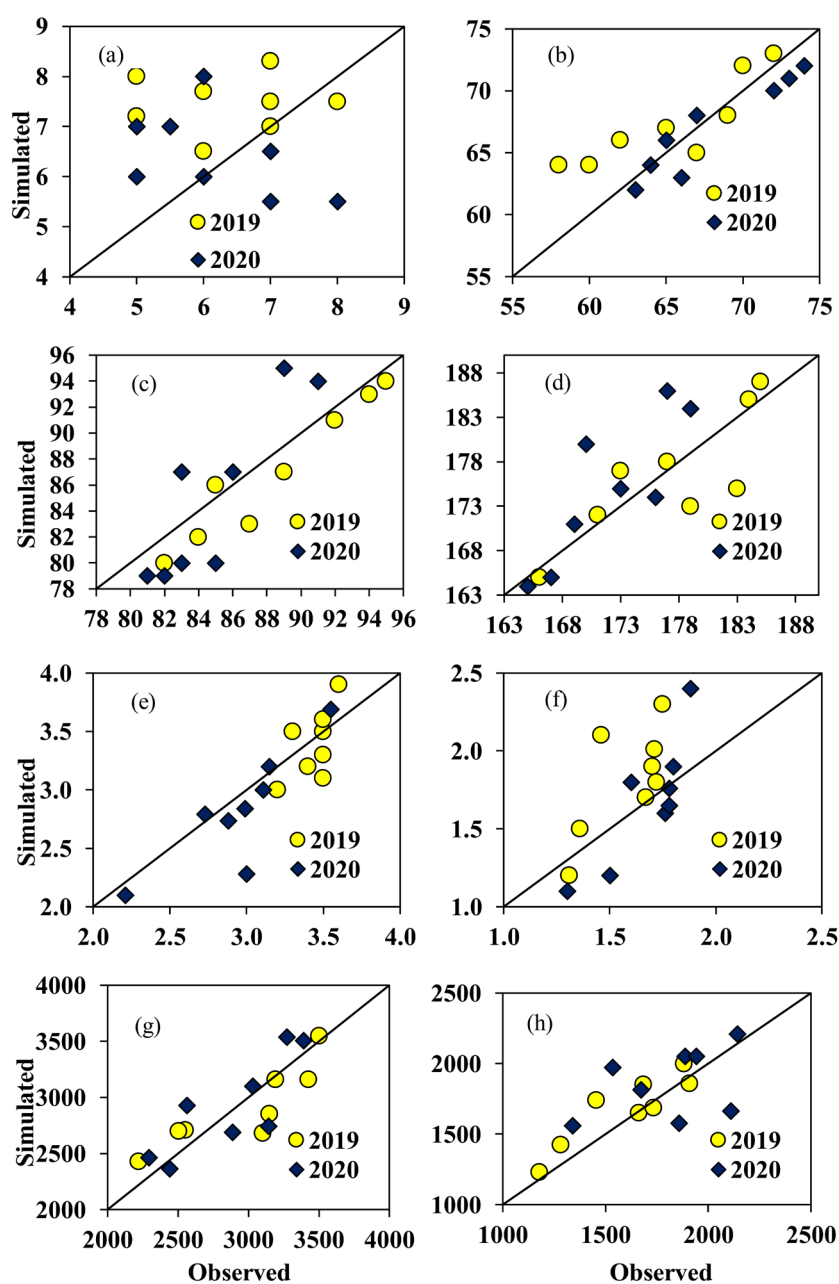 (a)
9
8
7
6
5
4
4 5 6 7 8 9
Simulated
2019
2020
(b)
75
70
65
60
55
55 60 65 70 75
2019
2020
(c)
96
94
92
90
88
86
84
82
80
78
78 80 82 84 86 88 90 92 94 96
Simulated
2019
2020
(d)
188
183
178
173
168
163
163 168 173 178 183 188
2019
2020
(e)
4.0
3.5
3.0
2.5
2.0
2.0 2.5 3.0 3.5 4.0
Simulated
2019
2020
(f)
2.5
2.0
1.5
1.0
1.0 1.5 2.0 2.5
2019
2020
(g)
4000
3500
3000
2500
2000
2000 2500 3000 3500 4000
Simulated
Observed
2019
2020
(h)
2500
2000
1500
1000
1000 1500 2000 2500
Observed
2019
2020